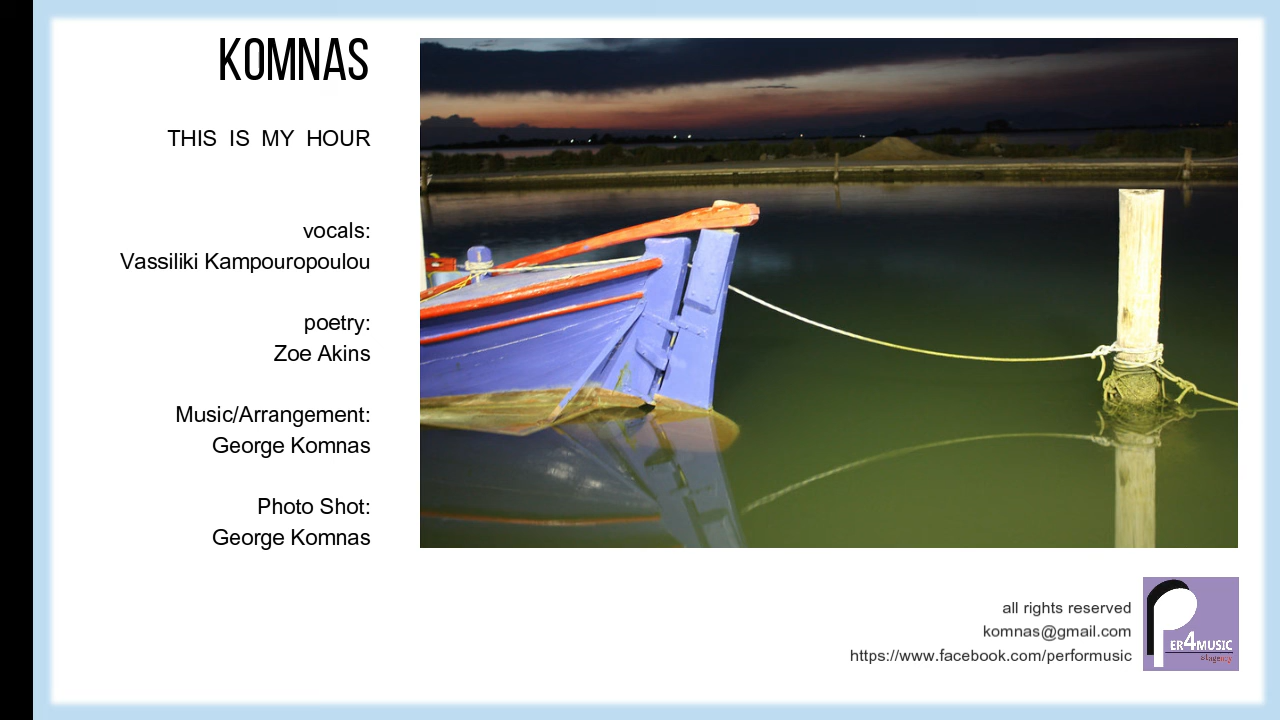 KOMNAS
THIS IS MY HOUR
vocals:
Vassiliki Kampouropoulou
poetry:
Zoe Akins
Music/Arrangement:
George Komnas
Photo Shot:
George Komnas
all rights reserved
komnas@gmail.com
https://www.facebook.com/performusic
PER4MUSIC